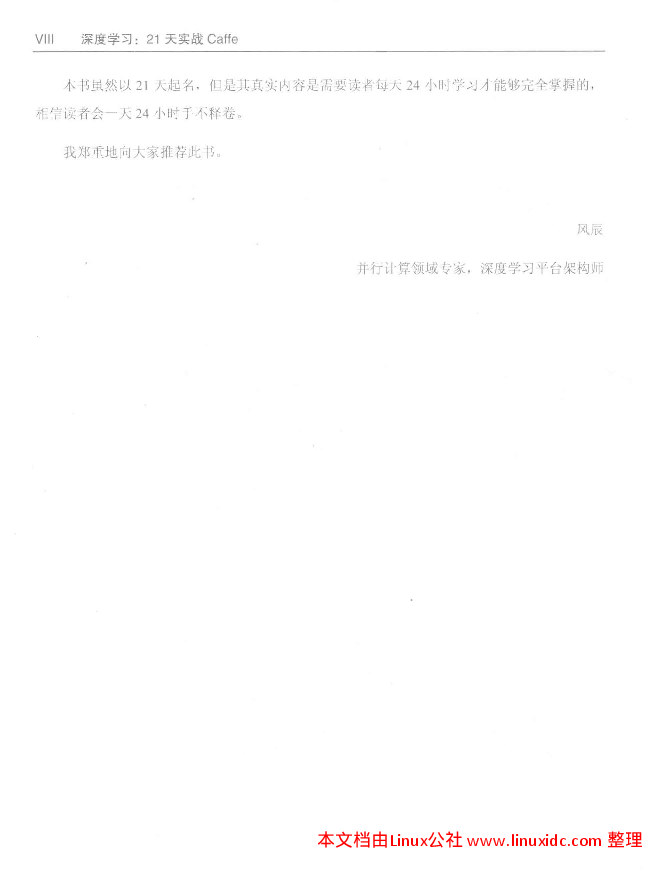 VIII 深度学习：21 天实战 Caffe
本书虽然以 21 天起名，但是其真实内容是需要读者每天 24 小时学习才能够完全掌握的，
相信读者会一天 24 小时手不释卷。
我郑重地向大家推荐此书。
风辰
并行计算领域专家，深度学习平台架构师
本文档由Linux公社 www.linuxidc.com 整理